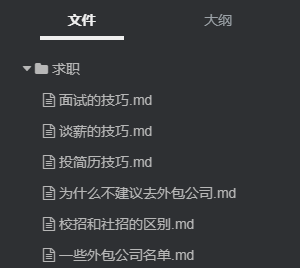 文件 大纲
求职
面试的技巧.md
谈薪的技巧.md
投简历技巧.md
为什么不建议去外包公司.md
校招和社招的区别.md
一些外包公司名单.md